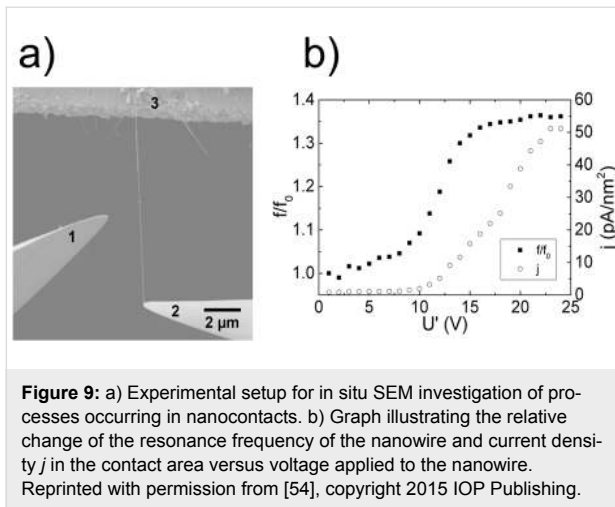 a)
b)
3
1
2
2 µm
1.4
1.3
1.2
1.1
1.0
f/f0
60
50
40
30
20
10
0
j (pA/nm²)
f/f0
j
0 5 10 15 20 25
U' (V)
Figure 9: a) Experimental setup for in situ SEM investigation of pro-
cesses occurring in nanocontacts. b) Graph illustrating the relative
change of the resonance frequency of the nanowire and current densi-
ty j in the contact area versus voltage applied to the nanowire.
Reprinted with permission from [54], copyright 2015 IOP Publishing.